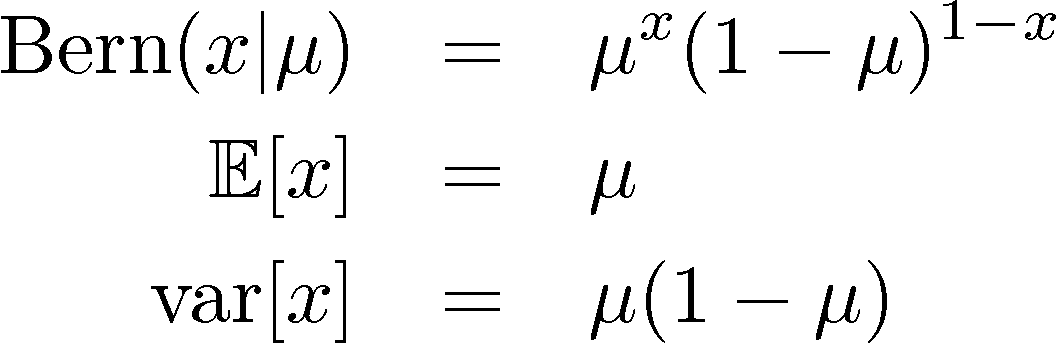 Bern(x|μ) = μ^x(1 − μ)^{1−x}
𝔼[x] = μ
var[x] = μ(1 − μ)